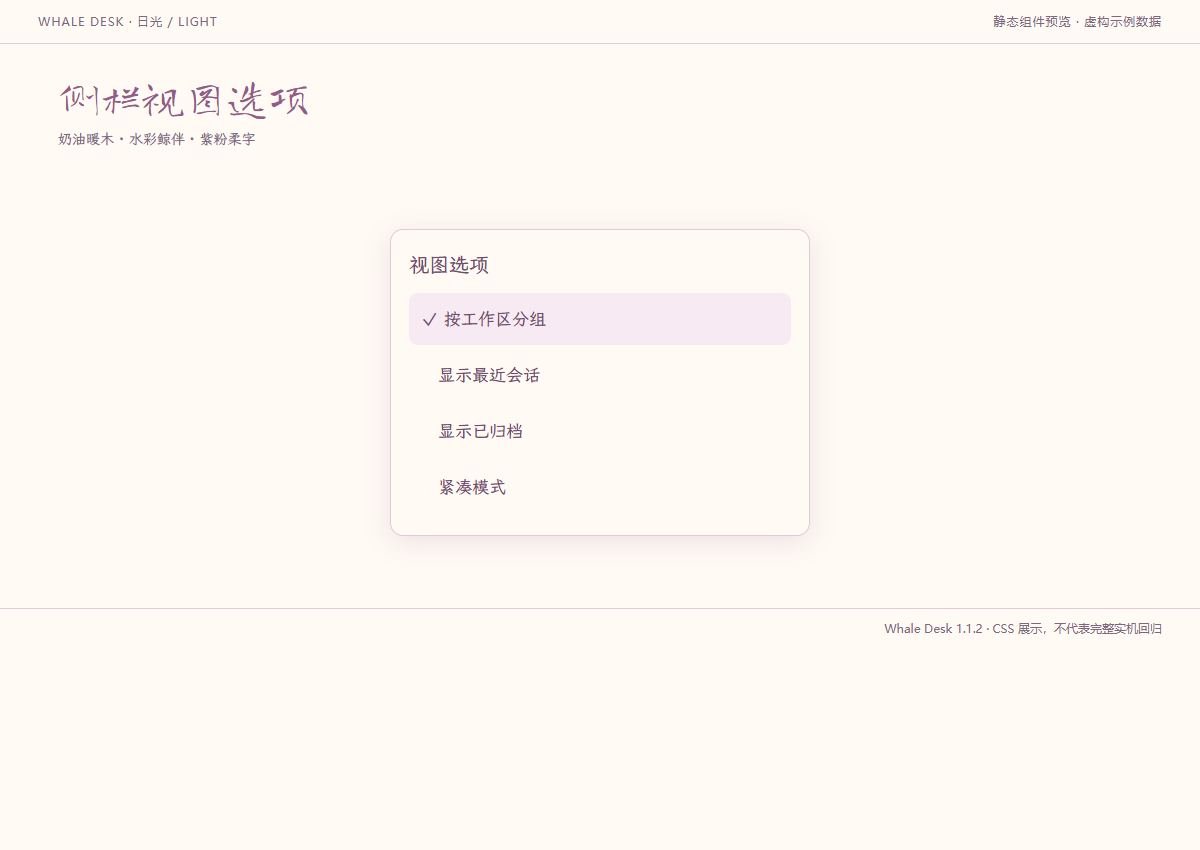 WHALE DESK · 日光 / LIGHT
静态组件预览 · 虚构示例数据
侧栏视图选项
奶油暖木 · 水彩鲸伴 · 紫粉柔字
视图选项
✓ 按工作区分组
显示最近会话
显示已归档
紧凑模式
Whale Desk 1.1.2 · CSS 展示，不代表完整实机回归